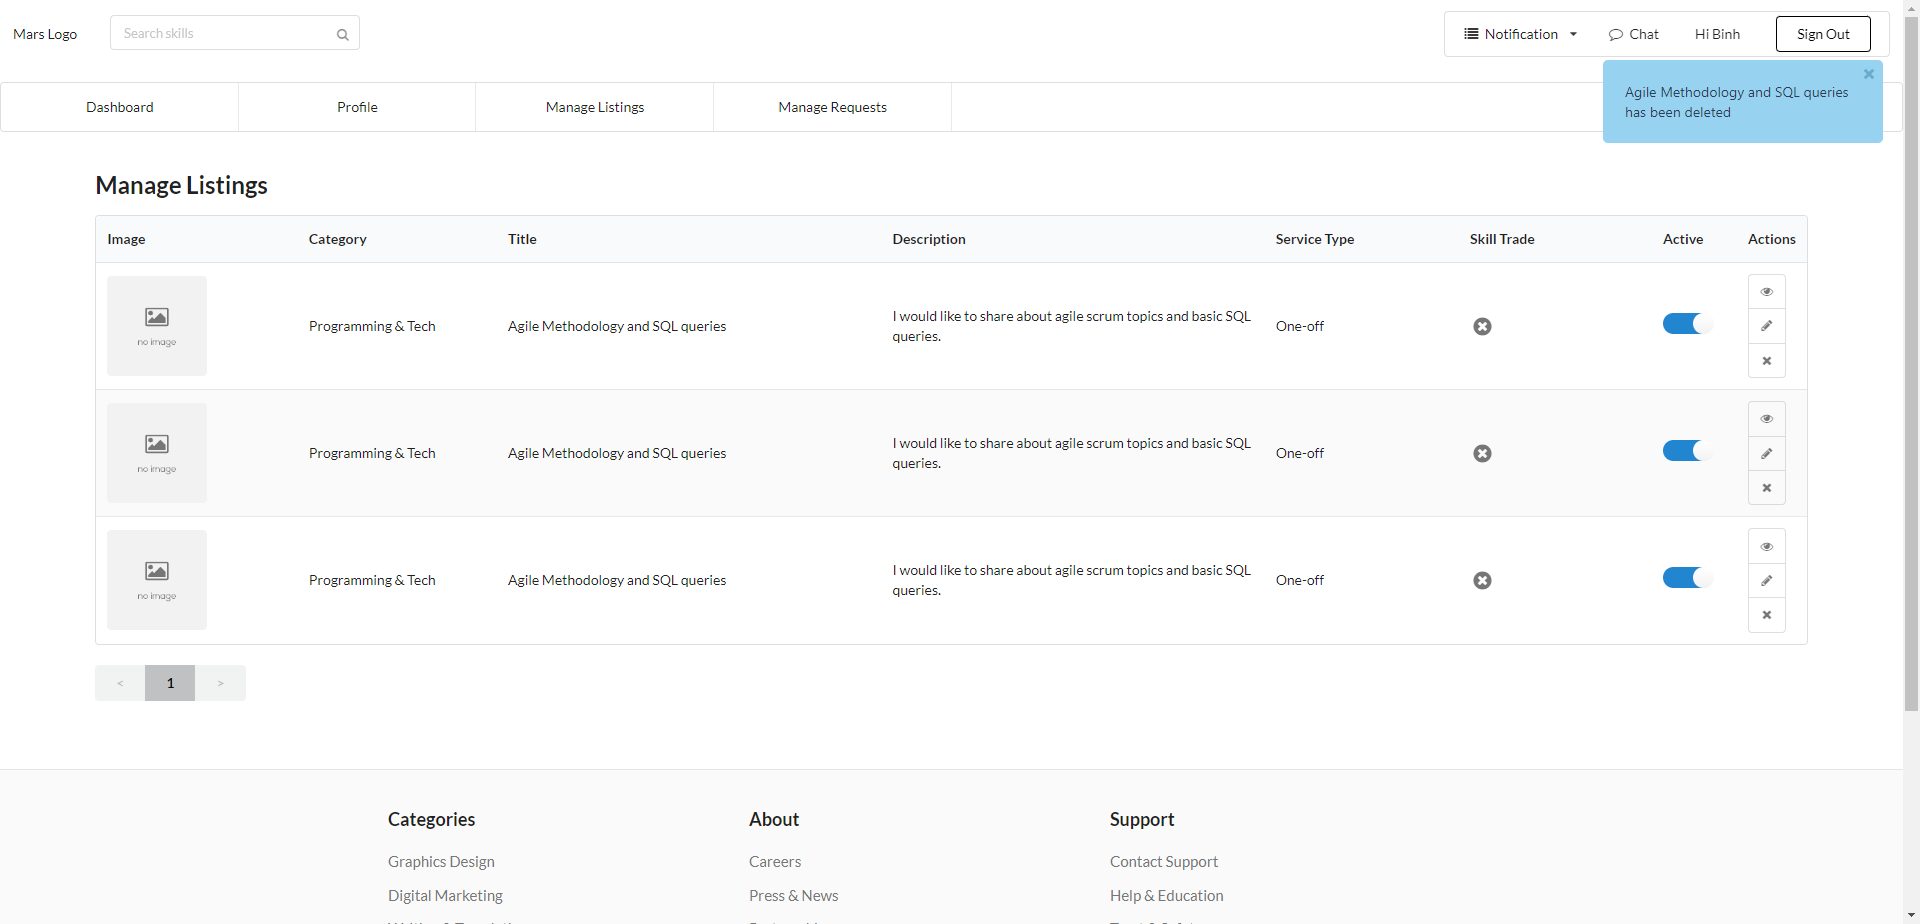 Mars Logo
Search skills
Notification
Chat
Hi Binh
Sign Out
Dashboard
Profile
Manage Listings
Manage Requests
Agile Methodology and SQL queries
has been deleted
Manage Listings
Image Category Title Description Service Type Skill Trade Active Actions
no image
Programming & Tech
Agile Methodology and SQL queries
I would like to share about agile scrum topics and basic SQL
queries.
One-off
no image
Programming & Tech
Agile Methodology and SQL queries
I would like to share about agile scrum topics and basic SQL
queries.
One-off
no image
Programming & Tech
Agile Methodology and SQL queries
I would like to share about agile scrum topics and basic SQL
queries.
One-off
< 1 >
Categories
Graphics Design
Digital Marketing
About
Careers
Press & News
Support
Contact Support
Help & Education